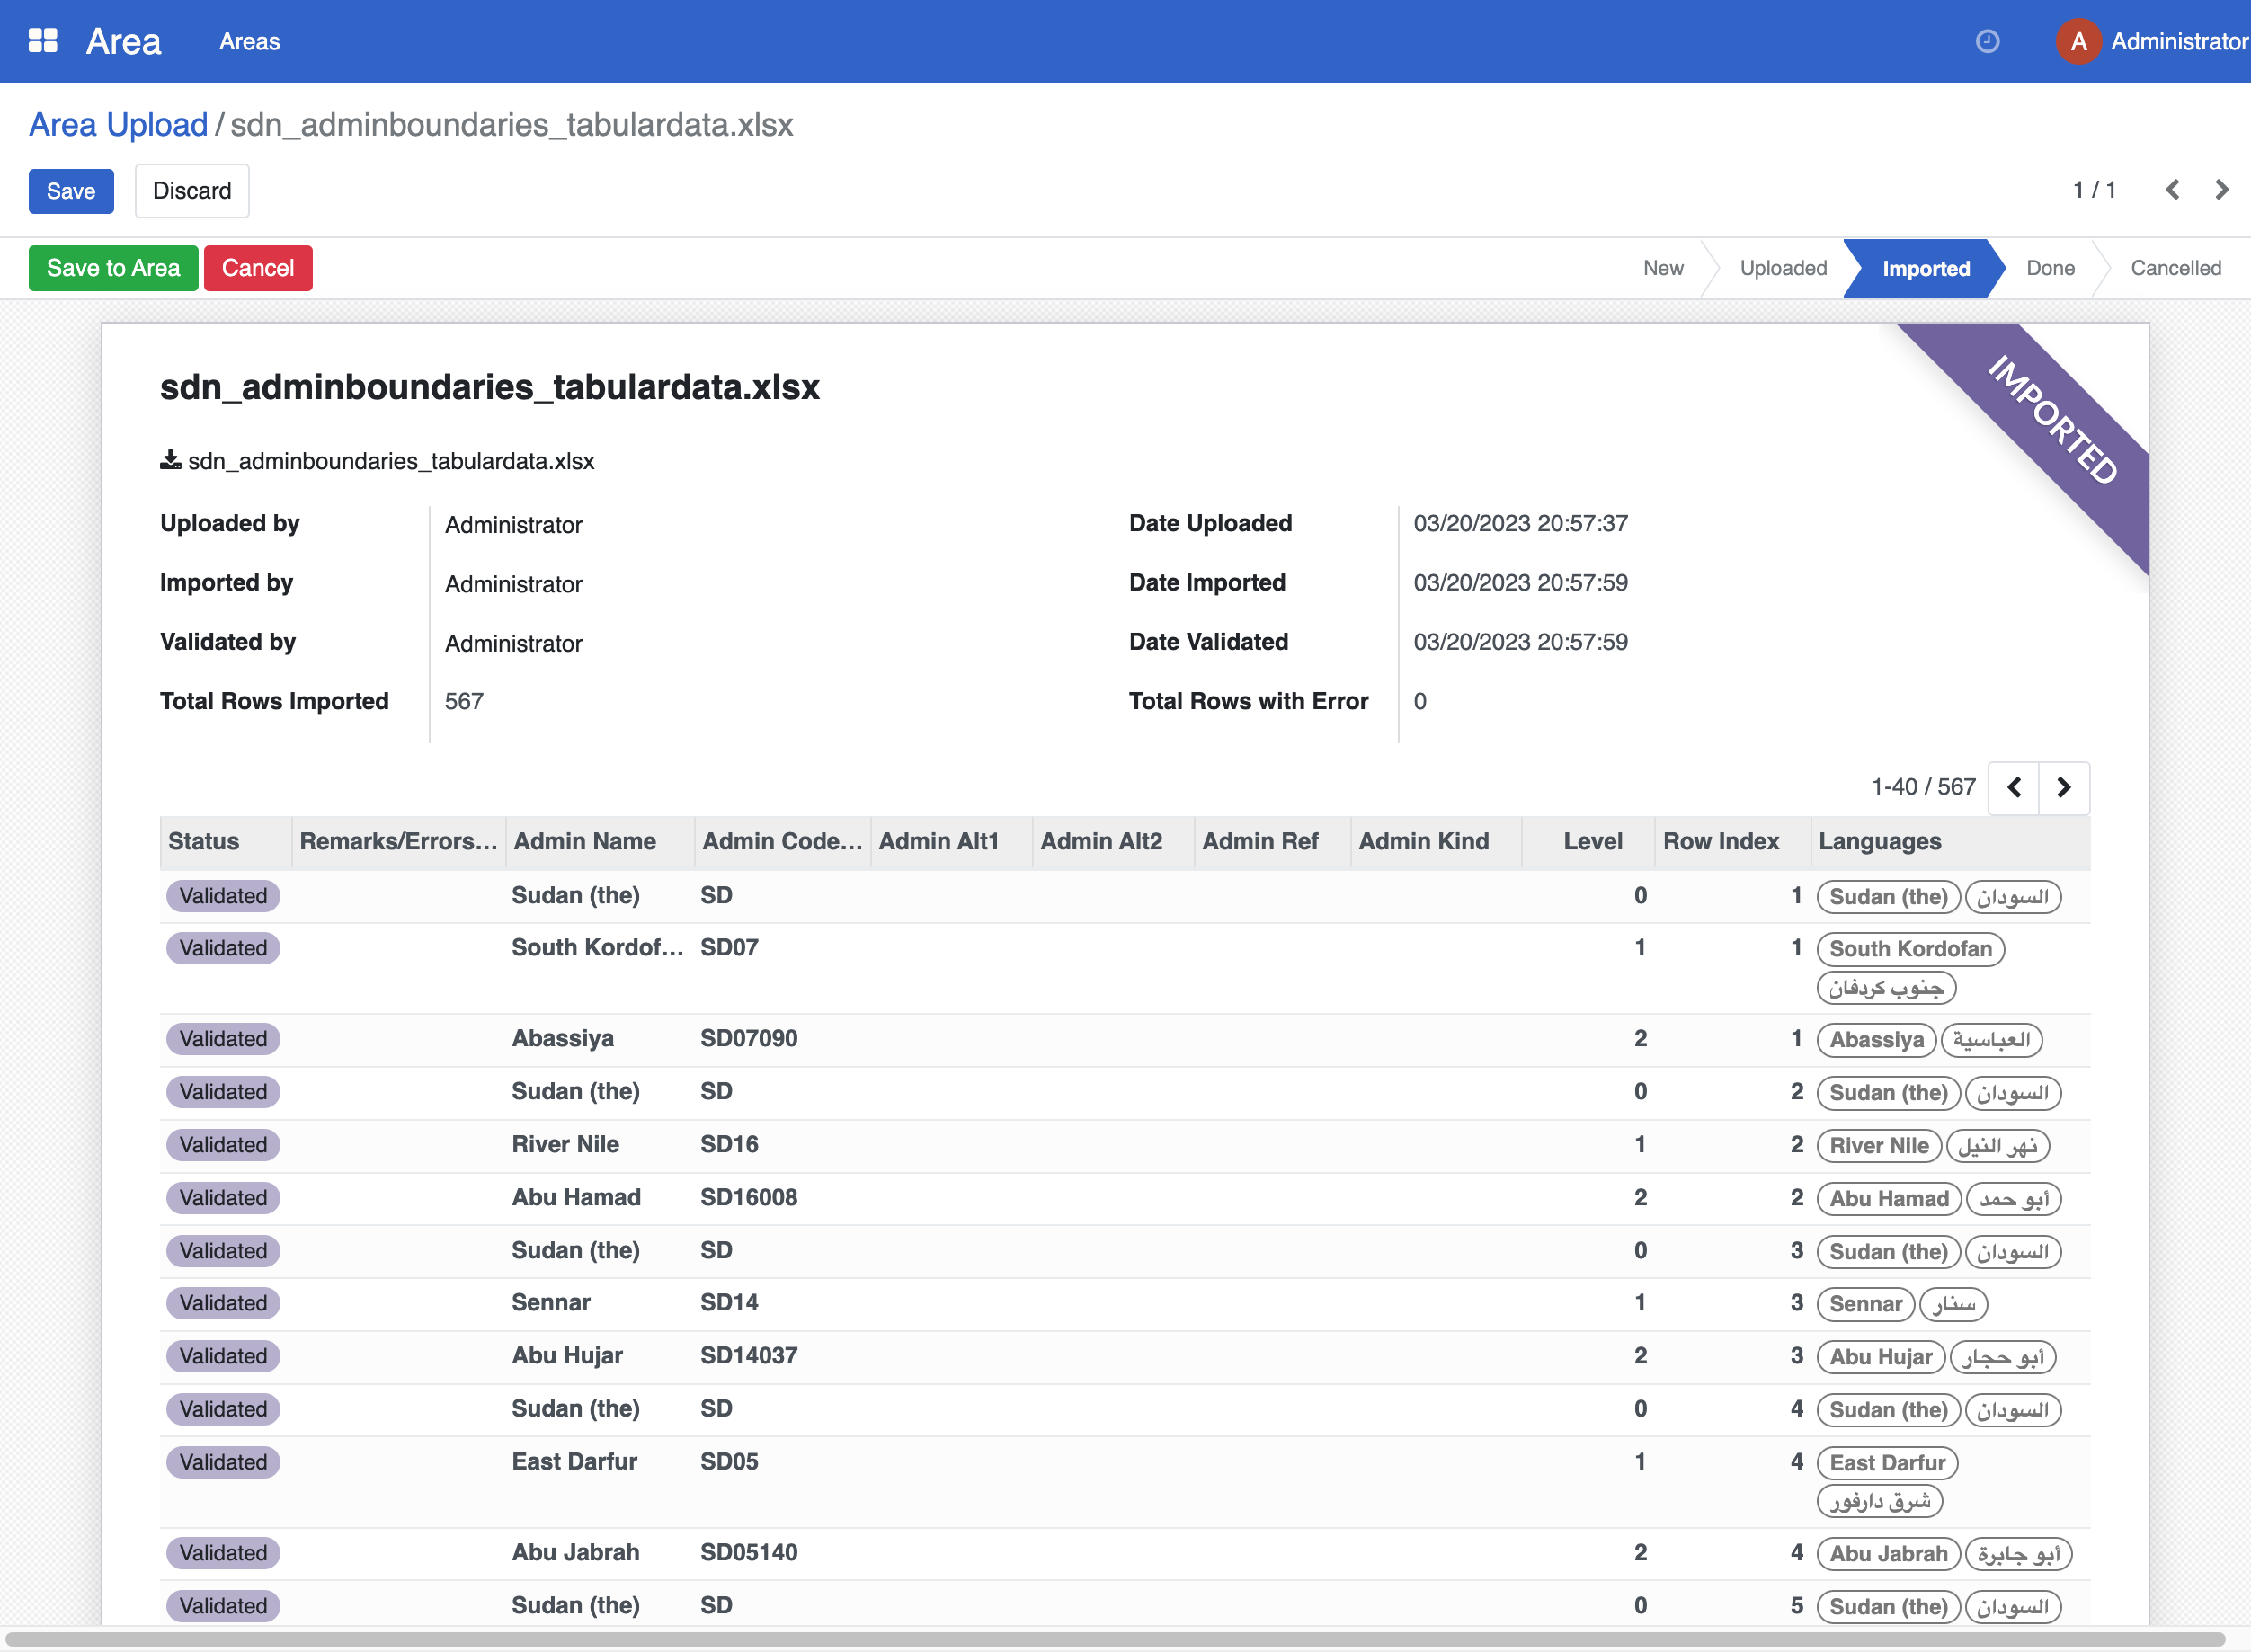 Area Areas A Administrator
Area Upload / sdn_adminboundaries_tabulardata.xlsx
Save Discard 1 / 1
Save to Area Cancel New Uploaded Imported Done Cancelled
IMPORTED
sdn_adminboundaries_tabulardata.xlsx
sdn_adminboundaries_tabulardata.xlsx
Uploaded by Administrator Date Uploaded 03/20/2023 20:57:37
Imported by Administrator Date Imported 03/20/2023 20:57:59
Validated by Administrator Date Validated 03/20/2023 20:57:59
Total Rows Imported 567 Total Rows with Error 0
1-40 / 567
Status Remarks/Errors... Admin Name Admin Code... Admin Alt1 Admin Alt2 Admin Ref Admin Kind Level Row Index Languages
Validated Sudan (the) SD 0 1 Sudan (the) السودان
Validated South Kordof... SD07 1 1 South Kordofan
جنوب كردفان
Validated Abassiya SD07090 2 1 Abassiya العباسية
Validated Sudan (the) SD 0 2 Sudan (the) السودان
Validated River Nile SD16 1 2 River Nile نهر النيل
Validated Abu Hamad SD16008 2 2 Abu Hamad أبو حمد
Validated Sudan (the) SD 0 3 Sudan (the) السودان
Validated Sennar SD14 1 3 Sennar سنار
Validated Abu Hujar SD14037 2 3 Abu Hujar أبو حجار
Validated Sudan (the) SD 0 4 Sudan (the) السودان
Validated East Darfur SD05 1 4 East Darfur
شرق دارفور
Validated Abu Jabrah SD05140 2 4 Abu Jabrah أبو جابرة
Validated Sudan (the) SD 0 5 Sudan (the) السودان